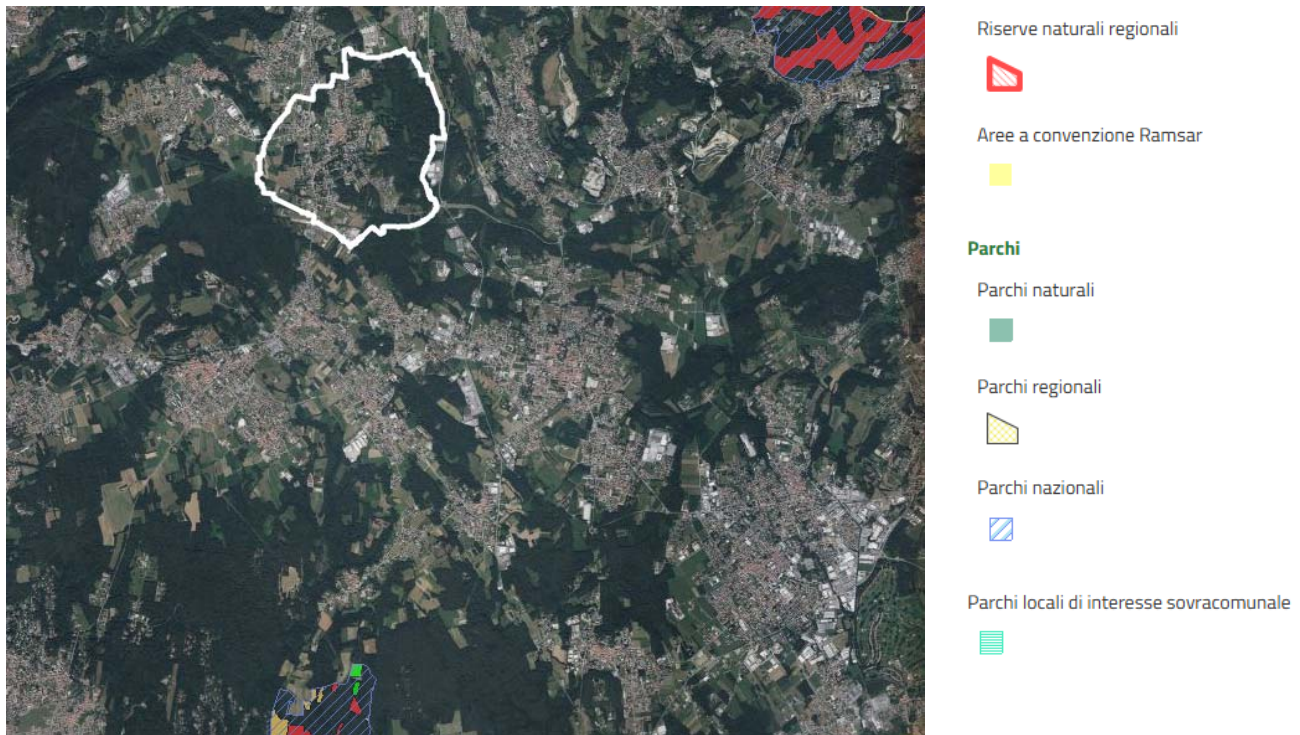 Riserve naturali regionali
Aree a convenzione Ramsar
Parchi
Parchi naturali
Parchi regionali
Parchi nazionali
Parchi locali di interesse sovracomunale